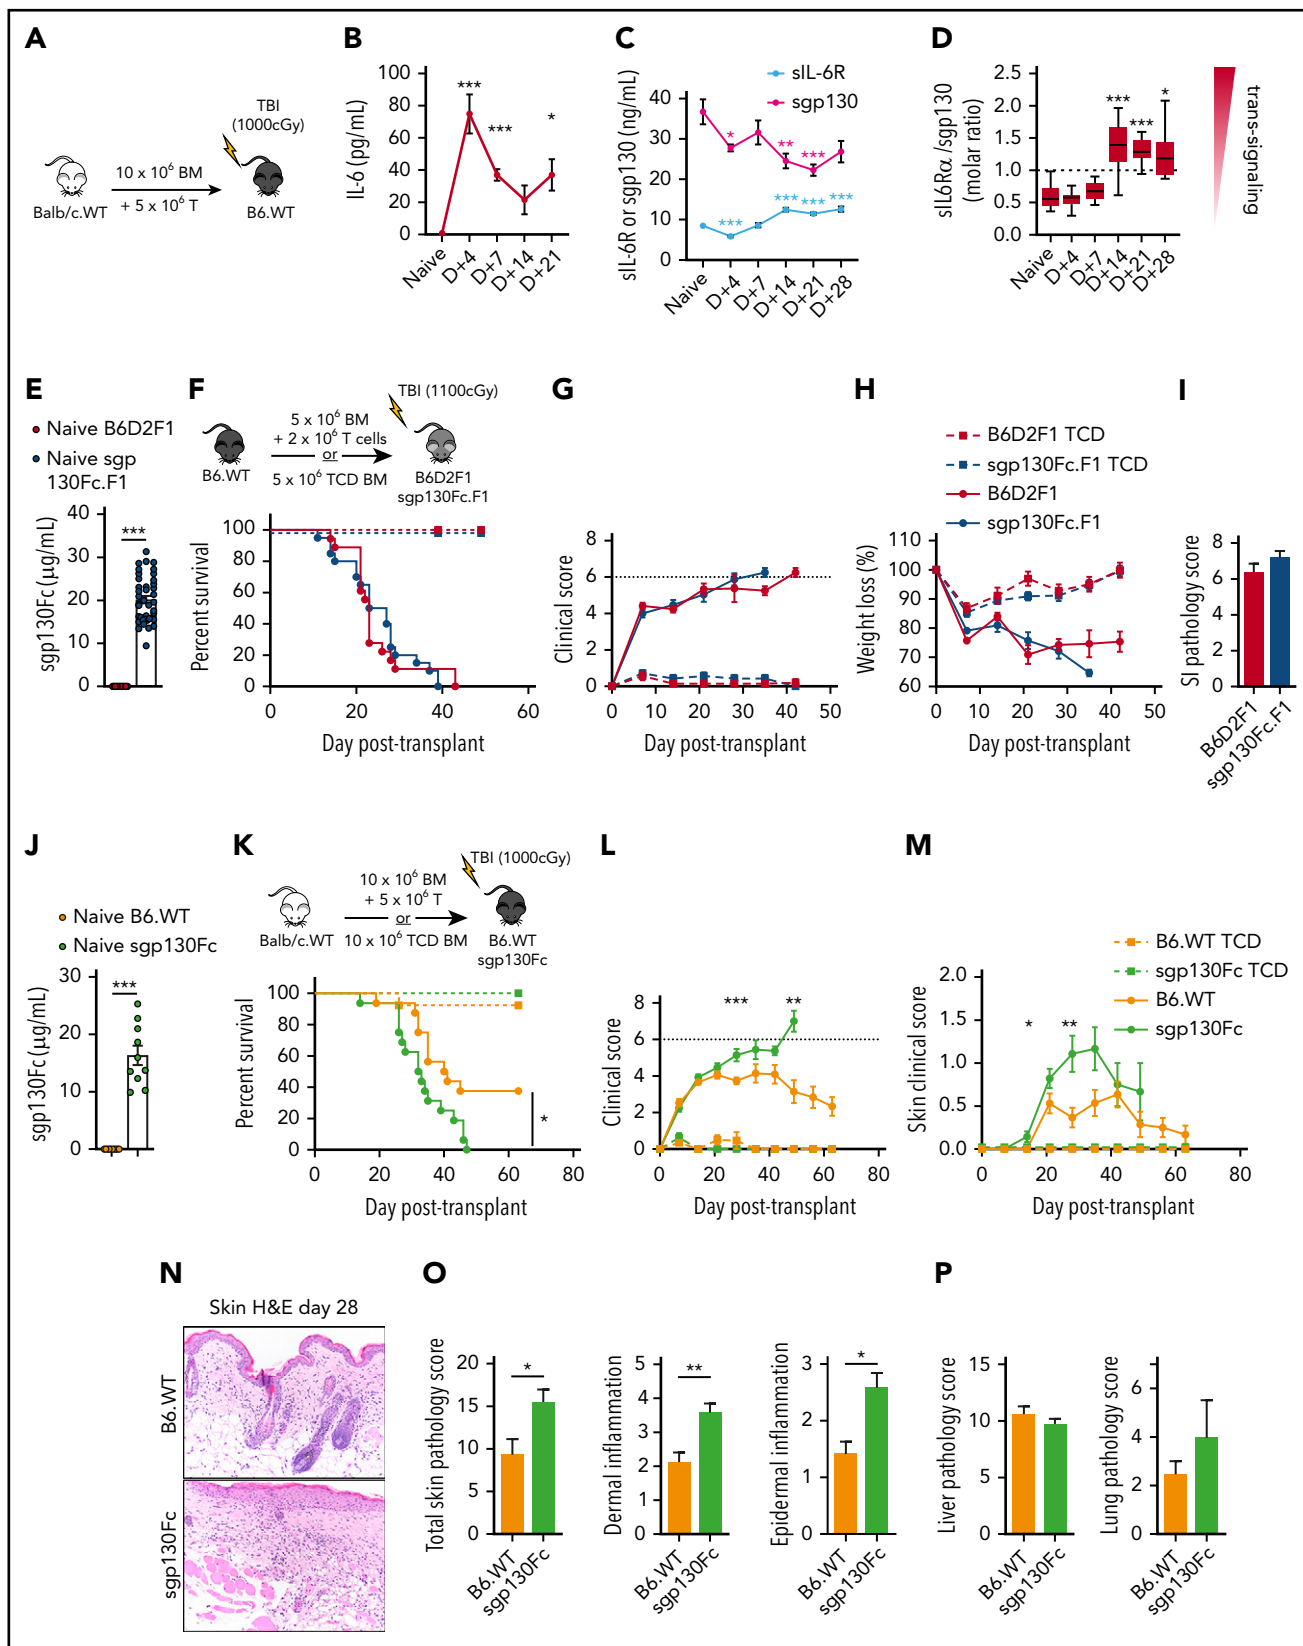 A
Balb/c.WT
10 x 10⁶ BM
+ 5 x 10⁶ T
TBI
(1000cGy)
B6.WT
B
IL-6 (pg/mL)
100
80
60
40
20
0
***
***
*
Naive
D+4
D+7
D+14
D+21
C
sIL-6R
sgp130
sIL-6R or sgp130 (ng/mL)
40
30
20
10
0
*
**
***
***
***
***
***
Naive
D+4
D+7
D+14
D+21
D+28
D
sIL6Rα/sgp130
(molar ratio)
2.5
2.0
1.5
1.0
0.5
0.0
***
***
*
Naive
D+4
D+7
D+14
D+21
D+28
trans-signaling
E
Naive B6D2F1
Naive sgp
130Fc.F1
sgp130Fc (μg/mL)
40
30
20
10
0
***
F
B6.WT
5 x 10⁶ BM
+ 2 x 10⁶ T cells
or
5 x 10⁶ TCD BM
TBI (1100cGy)
B6D2F1
sgp130Fc.F1
Percent survival
100
80
60
40
20
0
0 20 40 60
Day post-transplant
G
Clinical score
8
6
4
2
0
0 10 20 30 40 50
Day post-transplant
H
B6D2F1 TCD
sgp130Fc.F1 TCD
B6D2F1
sgp130Fc.F1
Weight loss (%)
110
100
90
80
70
60
0 10 20 30 40 50
Day post-transplant
I
SI pathology score
8
6
4
2
0
B6D2F1
sgp130Fc.F1
J
Naive B6.WT
Naive sgp130Fc
sgp130Fc (μg/mL)
30
20
10
0
***
K
Balb/c.WT
10 x 10⁶ BM
+ 5 x 10⁶ T
or
10 x 10⁶ TCD BM
TBI (1000cGy)
B6.WT
sgp130Fc
Percent survival
100
75
50
25
0
*
0 20 40 60 80
Day post-transplant
L
Clinical score
8
6
4
2
0
***
**
0 20 40 60 80
Day post-transplant
M
B6.WT TCD
sgp130Fc TCD
B6.WT
sgp130Fc
Skin clinical score
2.0
1.5
1.0
0.5
0.0
*
**
0 20 40 60 80
Day post-transplant
N
Skin H&E day 28
B6.WT
sgp130Fc
O
Total skin pathology score
20
15
10
5
0
*
B6.WT
sgp130Fc
Dermal inflammation
5
4
3
2
1
0
**
B6.WT
sgp130Fc
Epidermal inflammation
3
2
1
0
*
B6.WT
sgp130Fc
P
Liver pathology score
15
10
5
0
B6.WT
sgp130Fc
Lung pathology score
6
4
2
0
B6.WT
sgp130Fc